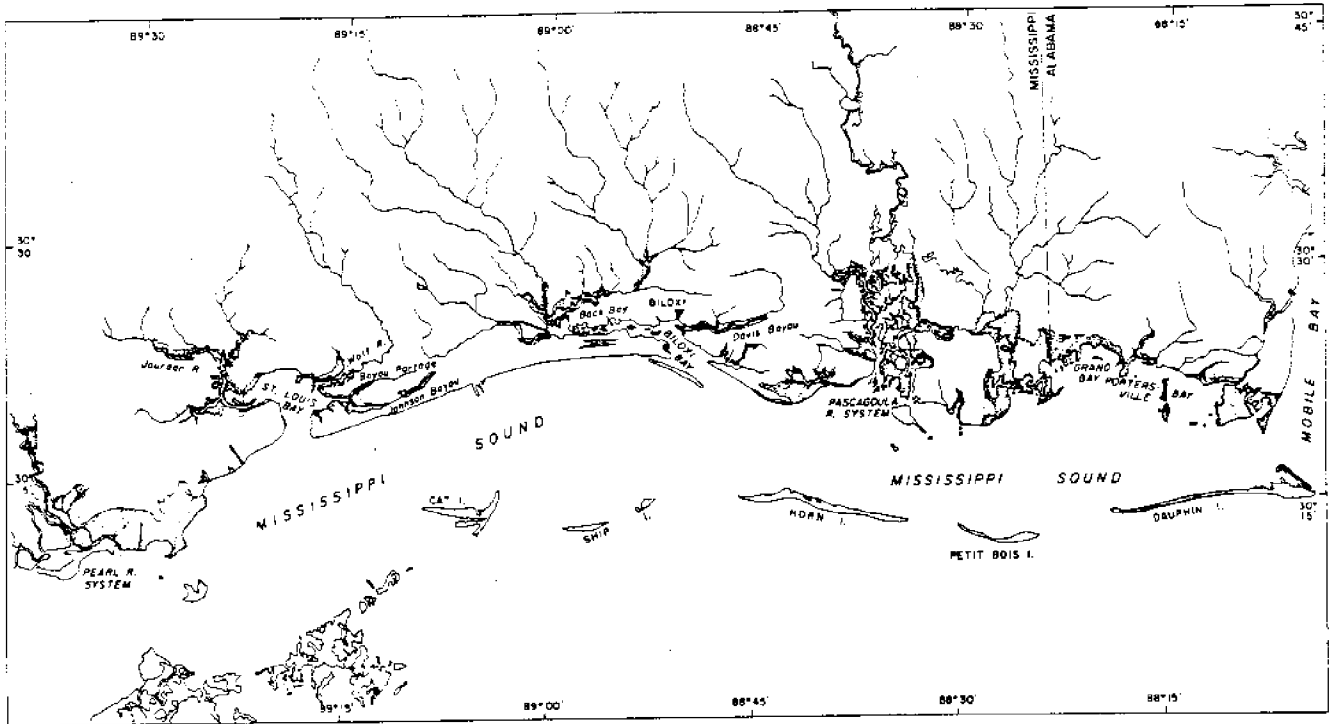 89°30'
89°15'
89°00'
88°45'
88°30'
88°15'
30°
45'
MISSISSIPPI
ALABAMA
30°
30'
30°
30'
BILOXI
Back Bay
BILOXI
BAY
Davis Bayou
Jourdan R.
Wolf R.
Bayou Portage
ST.
LOUIS
BAY
Johnson Bayou
GRAND
BAY
PORTERS-
VILLE
BAY
MOBILE BAY
PASCAGOULA
R. SYSTEM
MISSISSIPPI SOUND
MISSISSIPPI SOUND
30°
CAT I.
SHIP
I.
HORN I.
PETIT BOIS I.
DAUPHIN I.
30°
15'
PEARL R.
SYSTEM
89°15'
89°00'
88°45'
88°30'
88°15'